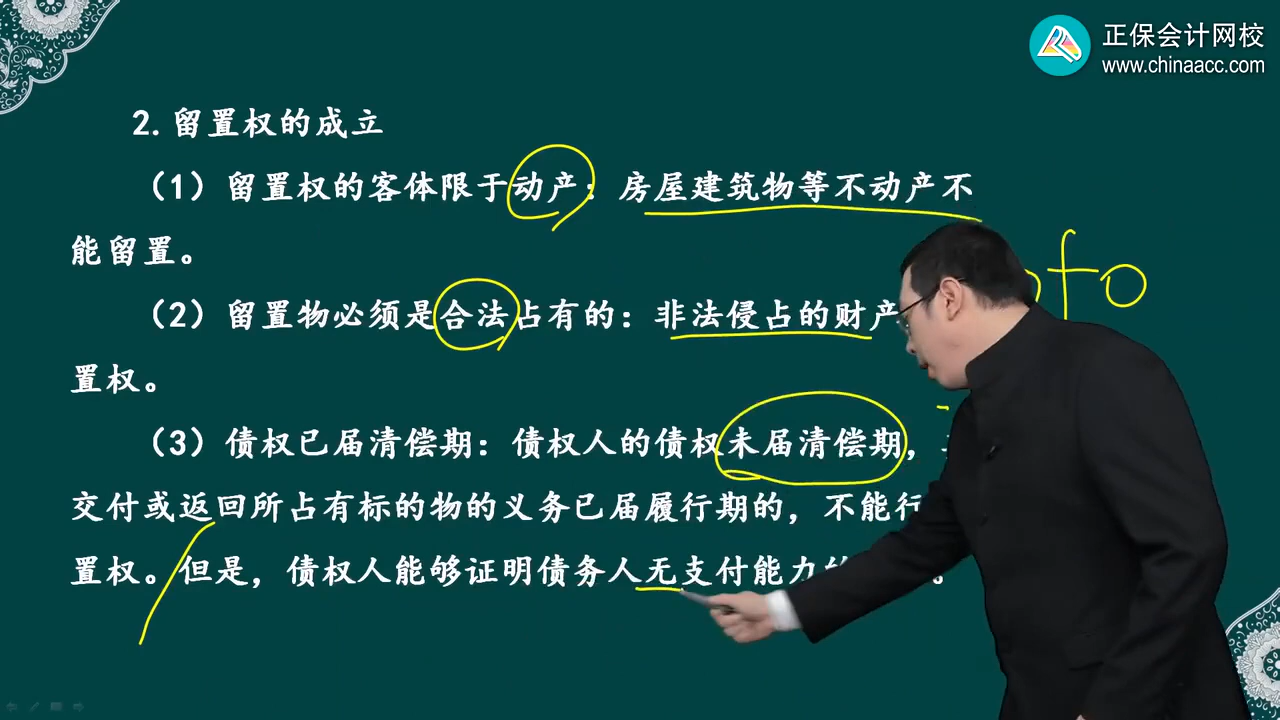 正保会计网校
www.chinaacc.com
2.留置权的成立
（1）留置权的客体限于动产：房屋建筑物等不动产不
能留置。
（2）留置物必须是合法占有的：非法侵占的财产
置权。
（3）债权已届清偿期：债权人的债权未届清偿期，
交付或返回所占有标的物的义务已届履行期的，不能行
置权。但是，债权人能够证明债务人无支付能力的
ofo